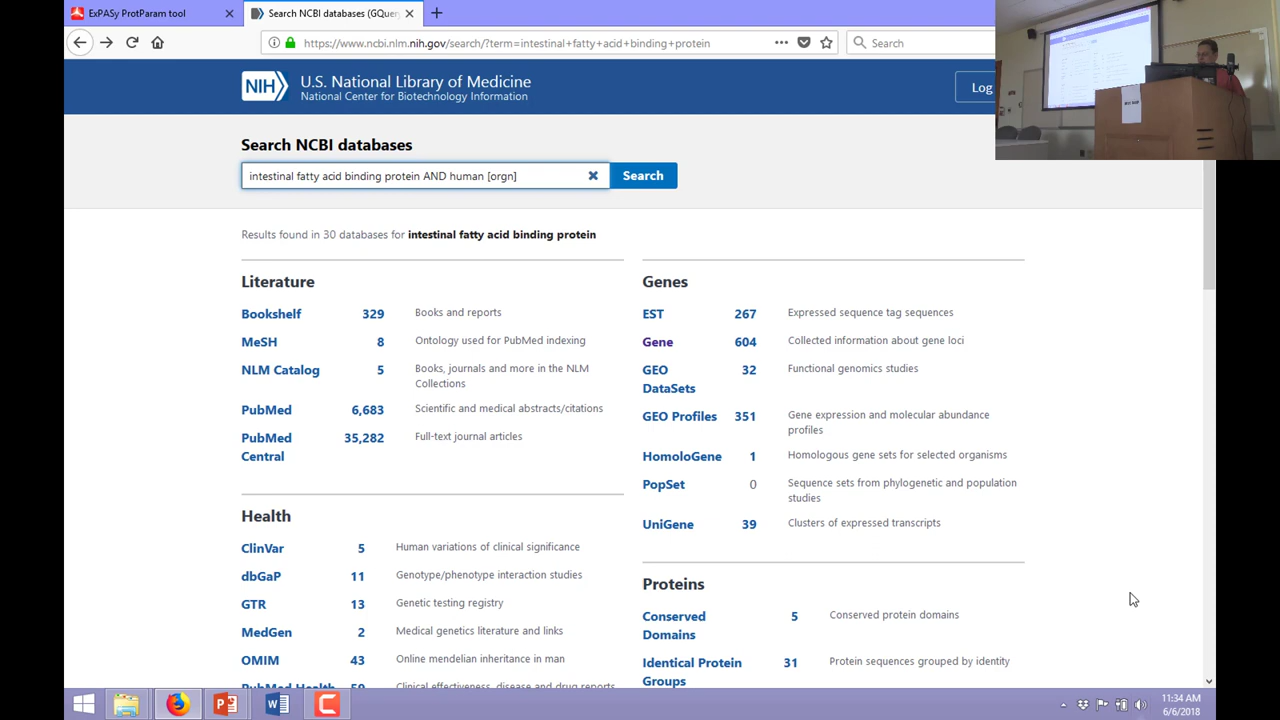 ExPASy ProtParam tool
Search NCBI databases (GQuery
https://www.ncbi.nlm.nih.gov/search/?term=intestinal+fatty+acid+binding+protein
Search
NIH
U.S. National Library of Medicine
National Center for Biotechnology Information
Log
Search NCBI databases
intestinal fatty acid binding protein AND human [orgn]
Search
Results found in 30 databases for intestinal fatty acid binding protein
Literature
Bookshelf 329 Books and reports
MeSH 8 Ontology used for PubMed indexing
NLM Catalog 5 Books, journals and more in the NLM
Collections
PubMed 6,683 Scientific and medical abstracts/citations
PubMed 35,282 Full-text journal articles
Central
Health
ClinVar 5 Human variations of clinical significance
dbGaP 11 Genotype/phenotype interaction studies
GTR 13 Genetic testing registry
MedGen 2 Medical genetics literature and links
OMIM 43 Online mendelian inheritance in man
PubMed Health 59 Clinical effectiveness, disease and drug reports
Genes
EST 267 Expressed sequence tag sequences
Gene 604 Collected information about gene loci
GEO 32 Functional genomics studies
DataSets
GEO Profiles 351 Gene expression and molecular abundance
profiles
HomoloGene 1 Homologous gene sets for selected organisms
PopSet 0 Sequence sets from phylogenetic and population
studies
UniGene 39 Clusters of expressed transcripts
Proteins
Conserved 5 Conserved protein domains
Domains
Identical Protein 31 Protein sequences grouped by identity
Groups
11:34 AM
6/6/2018